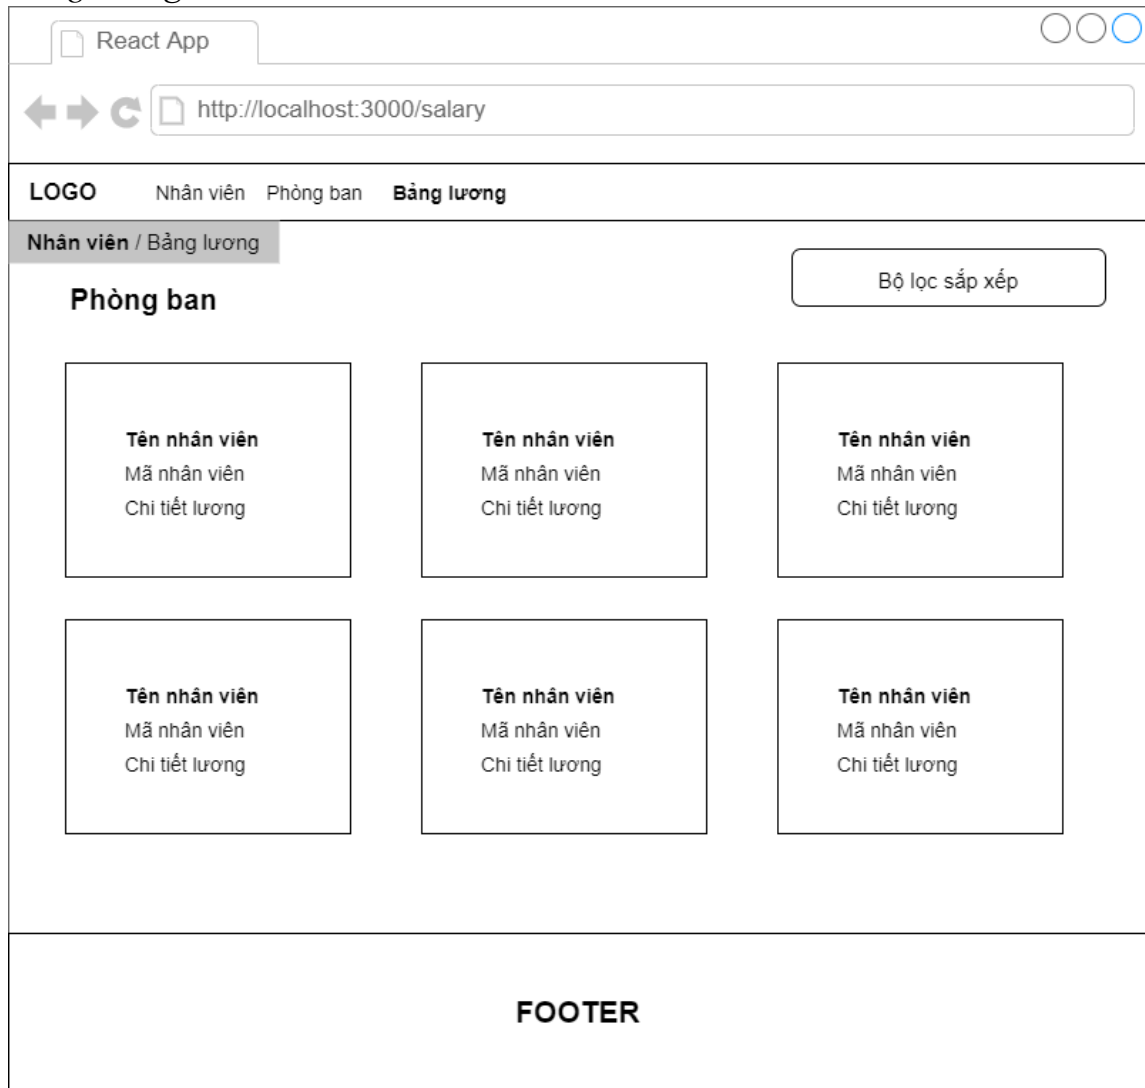 React App
http://localhost:3000/salary
LOGO Nhân viên Phòng ban Bảng lương
Nhân viên / Bảng lương
Bộ lọc sắp xếp
Phòng ban
Tên nhân viên Tên nhân viên Tên nhân viên
Mã nhân viên Mã nhân viên Mã nhân viên
Chi tiết lương Chi tiết lương Chi tiết lương
Tên nhân viên Tên nhân viên Tên nhân viên
Mã nhân viên Mã nhân viên Mã nhân viên
Chi tiết lương Chi tiết lương Chi tiết lương
FOOTER